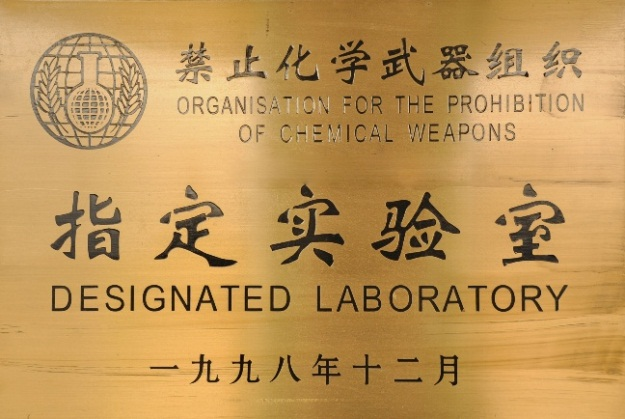 禁止化学武器组织
ORGANISATION FOR THE PROHIBITION
OF CHEMICAL WEAPONS
指定实验室
DESIGNATED LABORATORY
一九九八年十二月